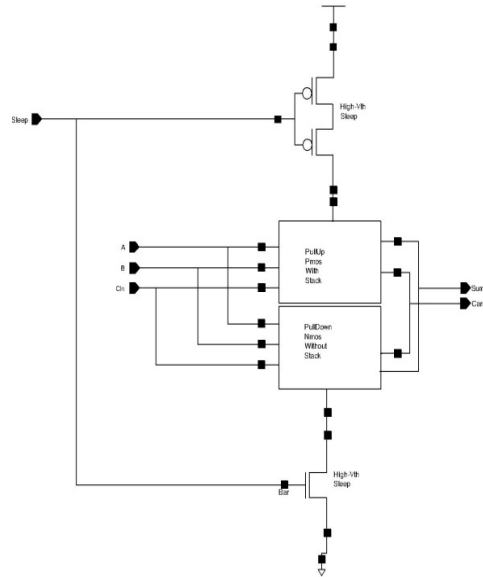 High-Vth
Sleep
Sleep
A
B
Cin
PullUp
Pmos
With
Stack
Sum
Carr
PullDown
Nmos
Without
Stack
High-Vth
Sleep
Bar